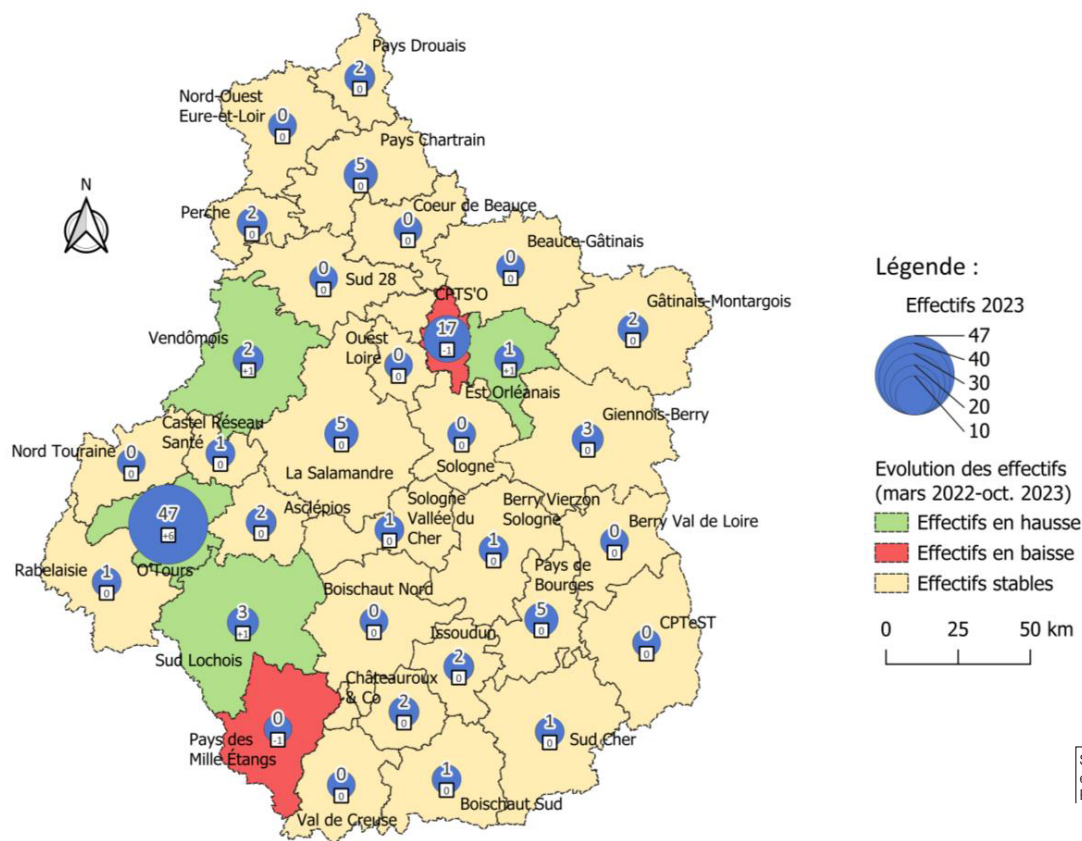 Pays Drouais
2
0
Nord-Ouest
Eure-et-Loir
0
0
Pays Chartrain
5
0
N
Perche
2
0
Coeur de Beauce
0
0
Beauce-Gâtinais
0
0
Sud 28
0
0
CPTS'O
17
-1
Gâtinais-Montargois
2
0
Vendômois
2
+1
Ouest
Loire
0
0
1
+1
Est Orléanais
Giennois-Berry
3
0
Castel Réseau
Santé
1
0
5
0
La Salamandre
0
0
Sologne
Nord Touraine
0
0
47
+6
O'Tours
Asclépios
2
0
Sologne
Vallée du
Cher
1
0
Berry Vierzon
Sologne
1
0
Berry Val de Loire
0
0
Rabelaisie
1
0
Boischaut Nord
0
0
Pays de
Bourges
5
0
CPTeST
0
0
3
+1
Sud Lochois
Issoudun
2
0
Châteauroux
& Co
2
0
Pays des
Mille Étangs
0
-1
1
0
Sud Cher
0
0
Val de Creuse
1
0
Boischaut Sud
Légende :
Effectifs 2023
47
40
30
20
10
Evolution des effectifs
(mars 2022-oct. 2023)
Effectifs en hausse
Effectifs en baisse
Effectifs stables
0 25 50 km